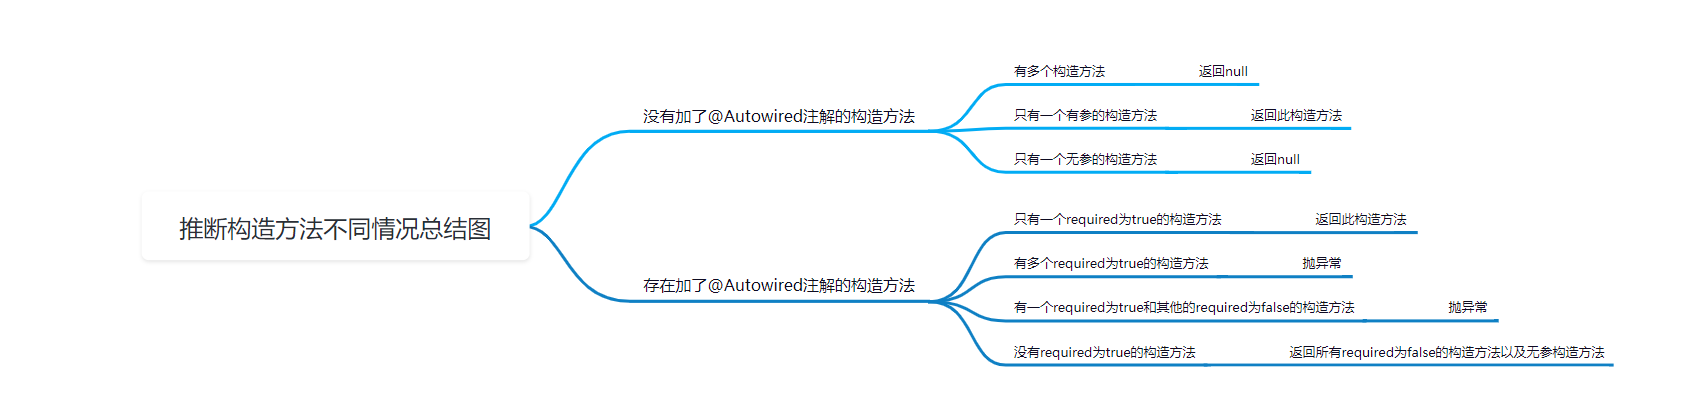 推断构造方法不同情况总结图
没有加了@Autowired注解的构造方法
有多个构造方法 返回null
只有一个有参的构造方法 返回此构造方法
只有一个无参的构造方法 返回null
存在加了@Autowired注解的构造方法
只有一个required为true的构造方法 返回此构造方法
有多个required为true的构造方法 抛异常
有一个required为true和其他的required为false的构造方法 抛异常
没有required为true的构造方法 返回所有required为false的构造方法以及无参构造方法